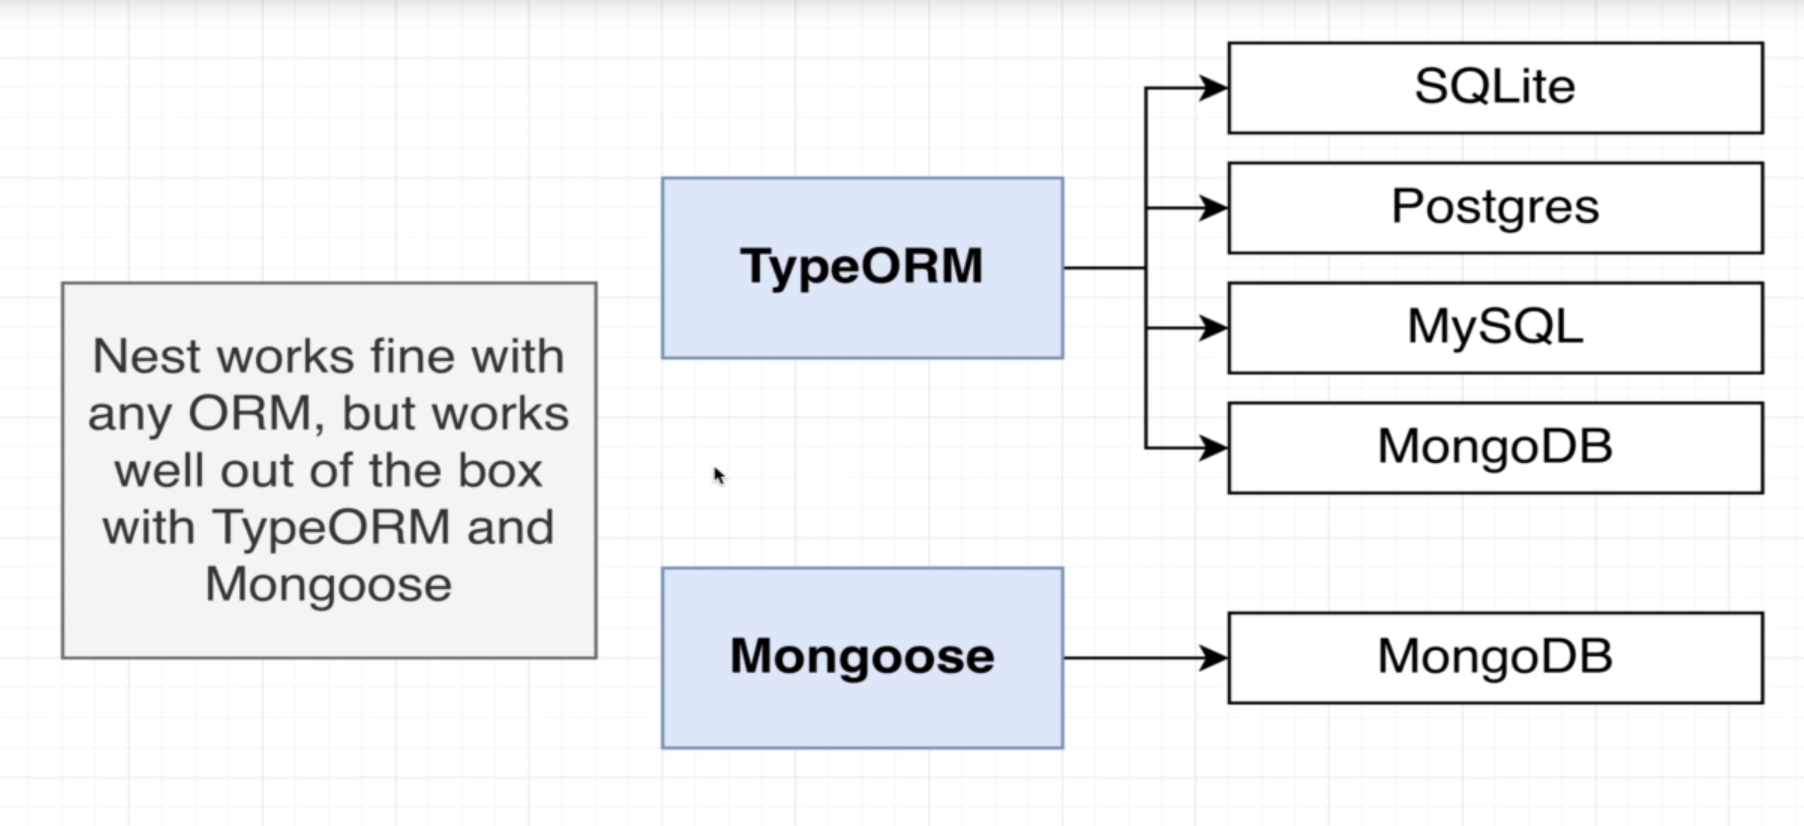 Nest works fine with
any ORM, but works
well out of the box
with TypeORM and
Mongoose
TypeORM
SQLite
Postgres
MySQL
MongoDB
Mongoose
MongoDB